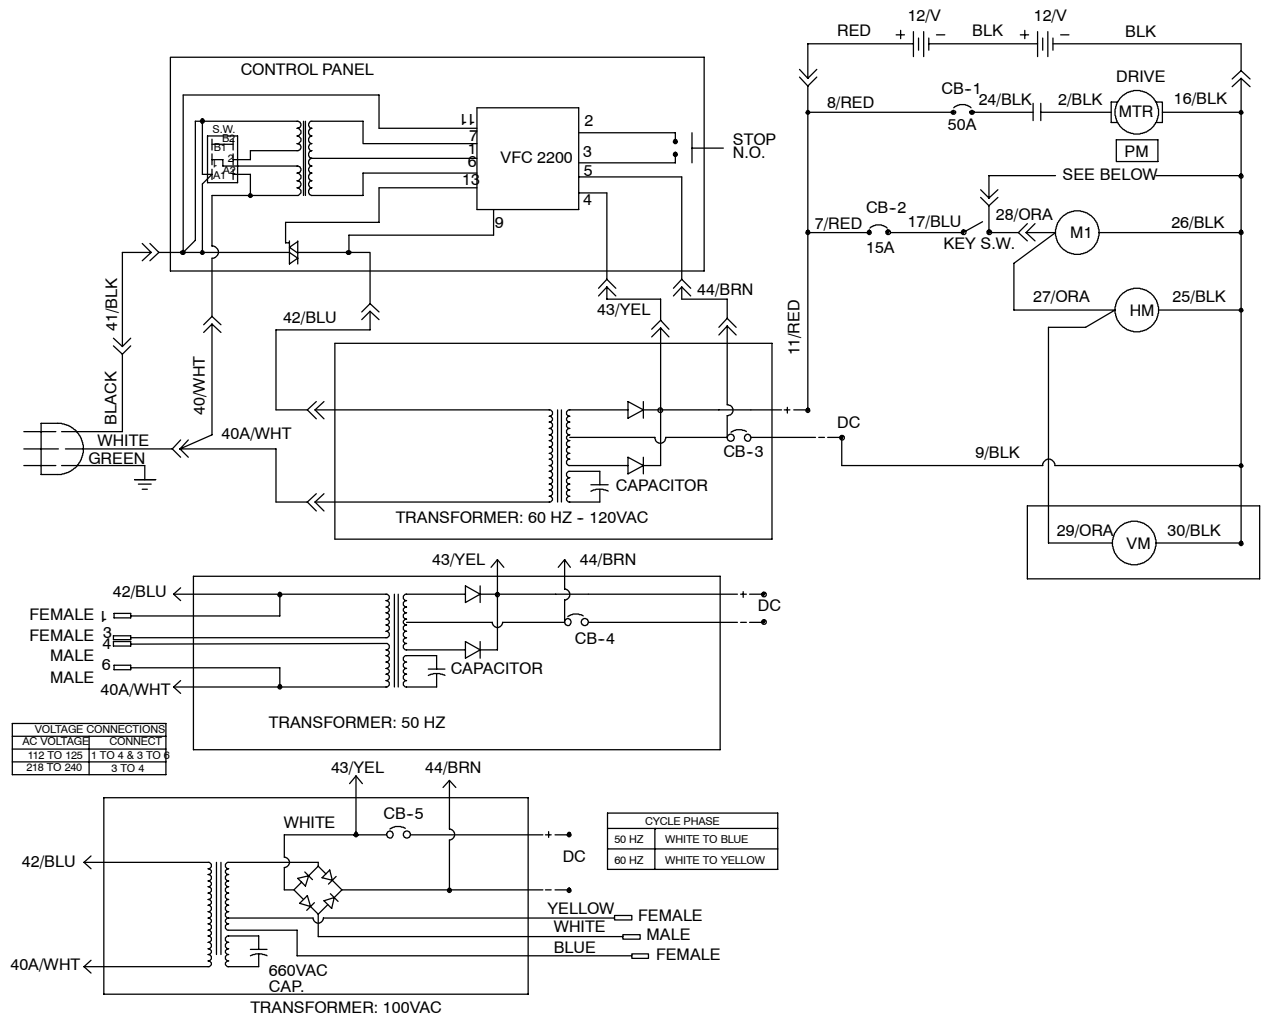 12/V
12/V
RED
+
-
BLK
+
-
BLK
CONTROL PANEL
DRIVE
CB-1
8/RED
24/BLK
2/BLK
MTR
16/BLK
50A
PM
S.W.
B2
B1
2
1
A2
A1
11
7
1
6
13
VFC 2200
2
3
5
4
9
STOP
N.O.
SEE BELOW
CB-2
7/RED
17/BLU
28/ORA
M1
26/BLK
15A
KEY S.W.
41/BLK
42/BLU
43/YEL
44/BRN
11/RED
27/ORA
HM
25/BLK
BLACK
40/WHT
WHITE
40A/WHT
GREEN
+
DC
CB-3
--
9/BLK
CAPACITOR
TRANSFORMER: 60 HZ - 120VAC
29/ORA
VM
30/BLK
43/YEL
44/BRN
42/BLU
FEMALE 1
FEMALE 3
4
MALE
6
MALE
40A/WHT
+
DC
--
CB-4
CAPACITOR
TRANSFORMER: 50 HZ
VOLTAGE CONNECTIONS
AC VOLTAGE CONNECT
112 TO 125 1 TO 4 & 3 TO 6
218 TO 240 3 TO 4
43/YEL
44/BRN
WHITE
CB-5
+
DC
--
CYCLE PHASE
50 HZ WHITE TO BLUE
60 HZ WHITE TO YELLOW
42/BLU
YELLOW
FEMALE
WHITE
MALE
BLUE
FEMALE
40A/WHT
660VAC
CAP.
TRANSFORMER: 100VAC